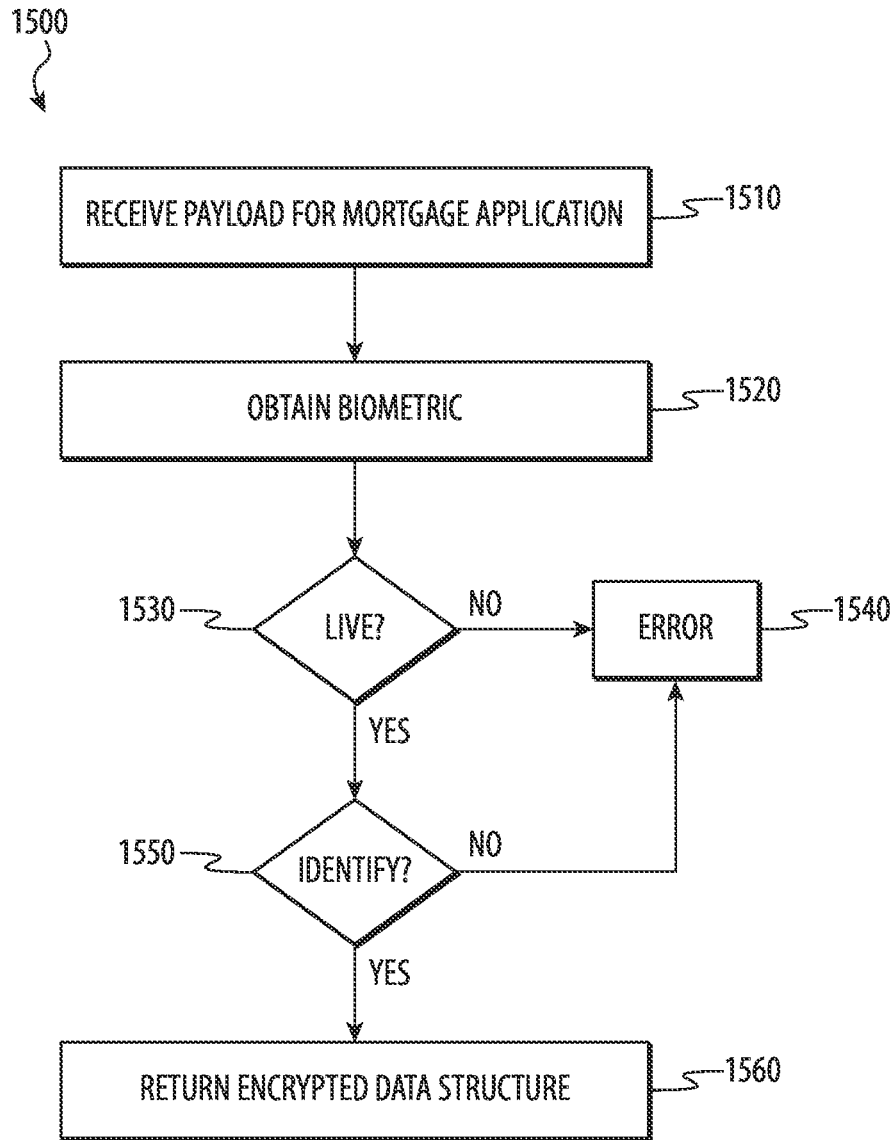 1500
RECEIVE PAYLOAD FOR MORTGAGE APPLICATION
1510
OBTAIN BIOMETRIC
1520
1530
LIVE?
NO
ERROR
1540
YES
1550
IDENTIFY?
NO
YES
RETURN ENCRYPTED DATA STRUCTURE
1560